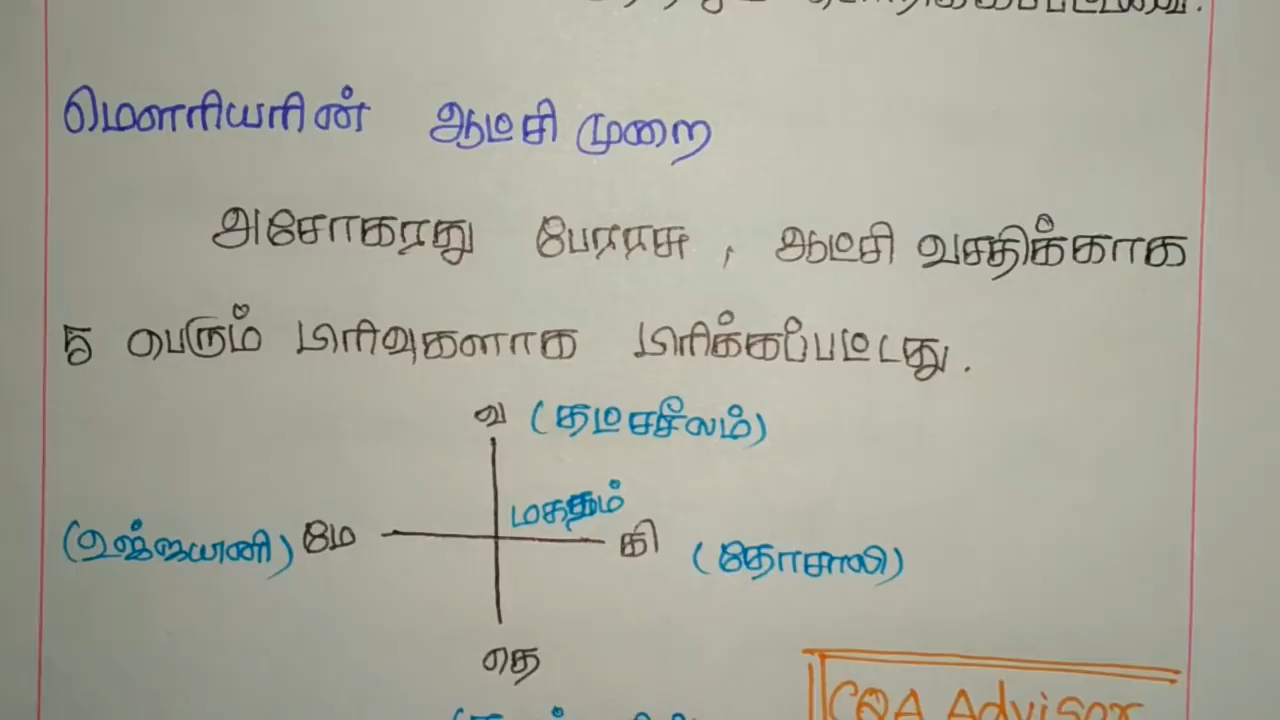 மௌரியரின் ஆட்சி முறை
அசோகரது பேரரசு , ஆட்சி வசதிக்காக
5 பெரும் பிரிவுகளாக பிரிக்கப்பட்டது.
வ (தட்சசீலம்)
மகதம்
(உஜ்ஜயினி) மே கி (தோசாலி)
தெ
CQA Advisor